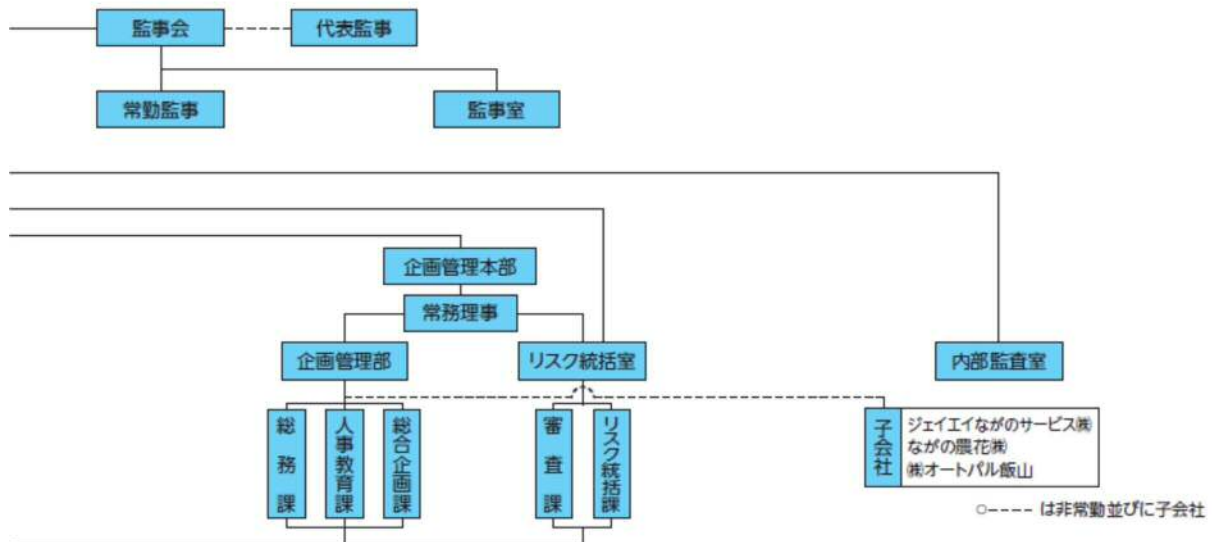 監事会
代表監事
常勤監事
監事室
企画管理本部
常務理事
企画管理部
リスク統括室
内部監査室
総務課
人事教育課
総合企画課
審査課
リスク統括課
子会社
ジェイエイながのサービス㈱
ながの農花㈱
㈱オートパル飯山
○---- は非常勤並びに子会社